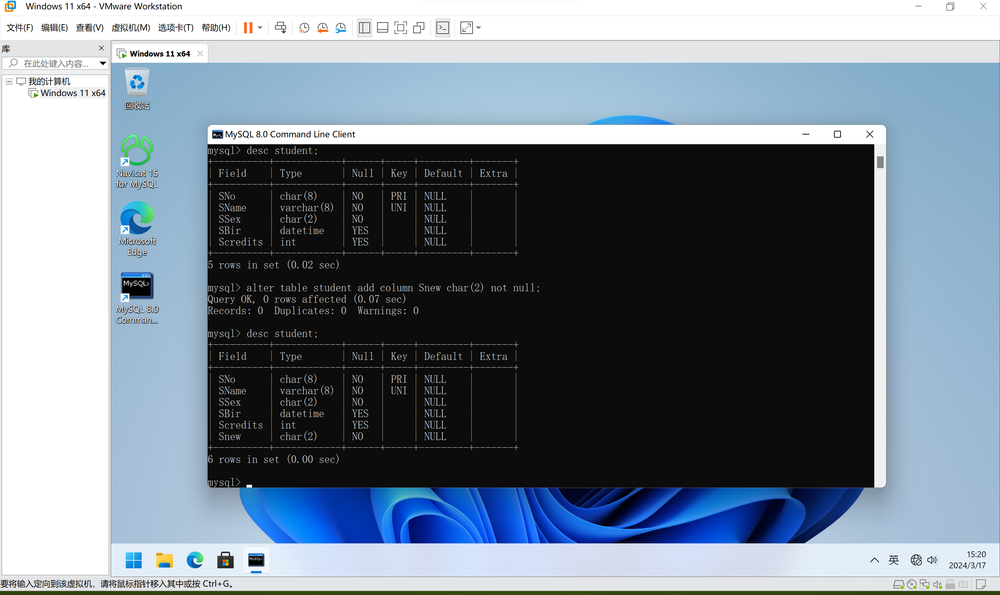 Windows 11 x64 - VMware Workstation
文件(F) 编辑(E) 查看(V) 虚拟机(M) 选项卡(T) 帮助(H)
库
在此处键入内容...
我的计算机
Windows 11 x64
Windows 11 x64
回收站
Navicat 15
for MySQL
Microsoft
Edge
MySQL>
MySQL 8.0
Comman...
MySQL 8.0 Command Line Client
mysql> desc student;
+----------+------------+------+-----+---------+-------+
| Field    | Type       | Null | Key | Default | Extra |
+----------+------------+------+-----+---------+-------+
| SNo      | char(8)    | NO   | PRI | NULL    |       |
| SName    | varchar(8) | NO   | UNI | NULL    |       |
| SSex     | char(2)    | NO   |     | NULL    |       |
| SBir     | datetime   | YES  |     | NULL    |       |
| Scredits | int        | YES  |     | NULL    |       |
+----------+------------+------+-----+---------+-------+
5 rows in set (0.02 sec)
mysql> alter table student add column Snew char(2) not null;
Query OK, 0 rows affected (0.07 sec)
Records: 0  Duplicates: 0  Warnings: 0
mysql> desc student;
+----------+------------+------+-----+---------+-------+
| Field    | Type       | Null | Key | Default | Extra |
+----------+------------+------+-----+---------+-------+
| SNo      | char(8)    | NO   | PRI | NULL    |       |
| SName    | varchar(8) | NO   | UNI | NULL    |       |
| SSex     | char(2)    | NO   |     | NULL    |       |
| SBir     | datetime   | YES  |     | NULL    |       |
| Scredits | int        | YES  |     | NULL    |       |
| Snew     | char(2)    | NO   |     | NULL    |       |
+----------+------------+------+-----+---------+-------+
6 rows in set (0.00 sec)
mysql>
MySQL>
英
15:20
2024/3/17
要将输入定向到该虚拟机，请将鼠标指针移入其中或按 Ctrl+G。